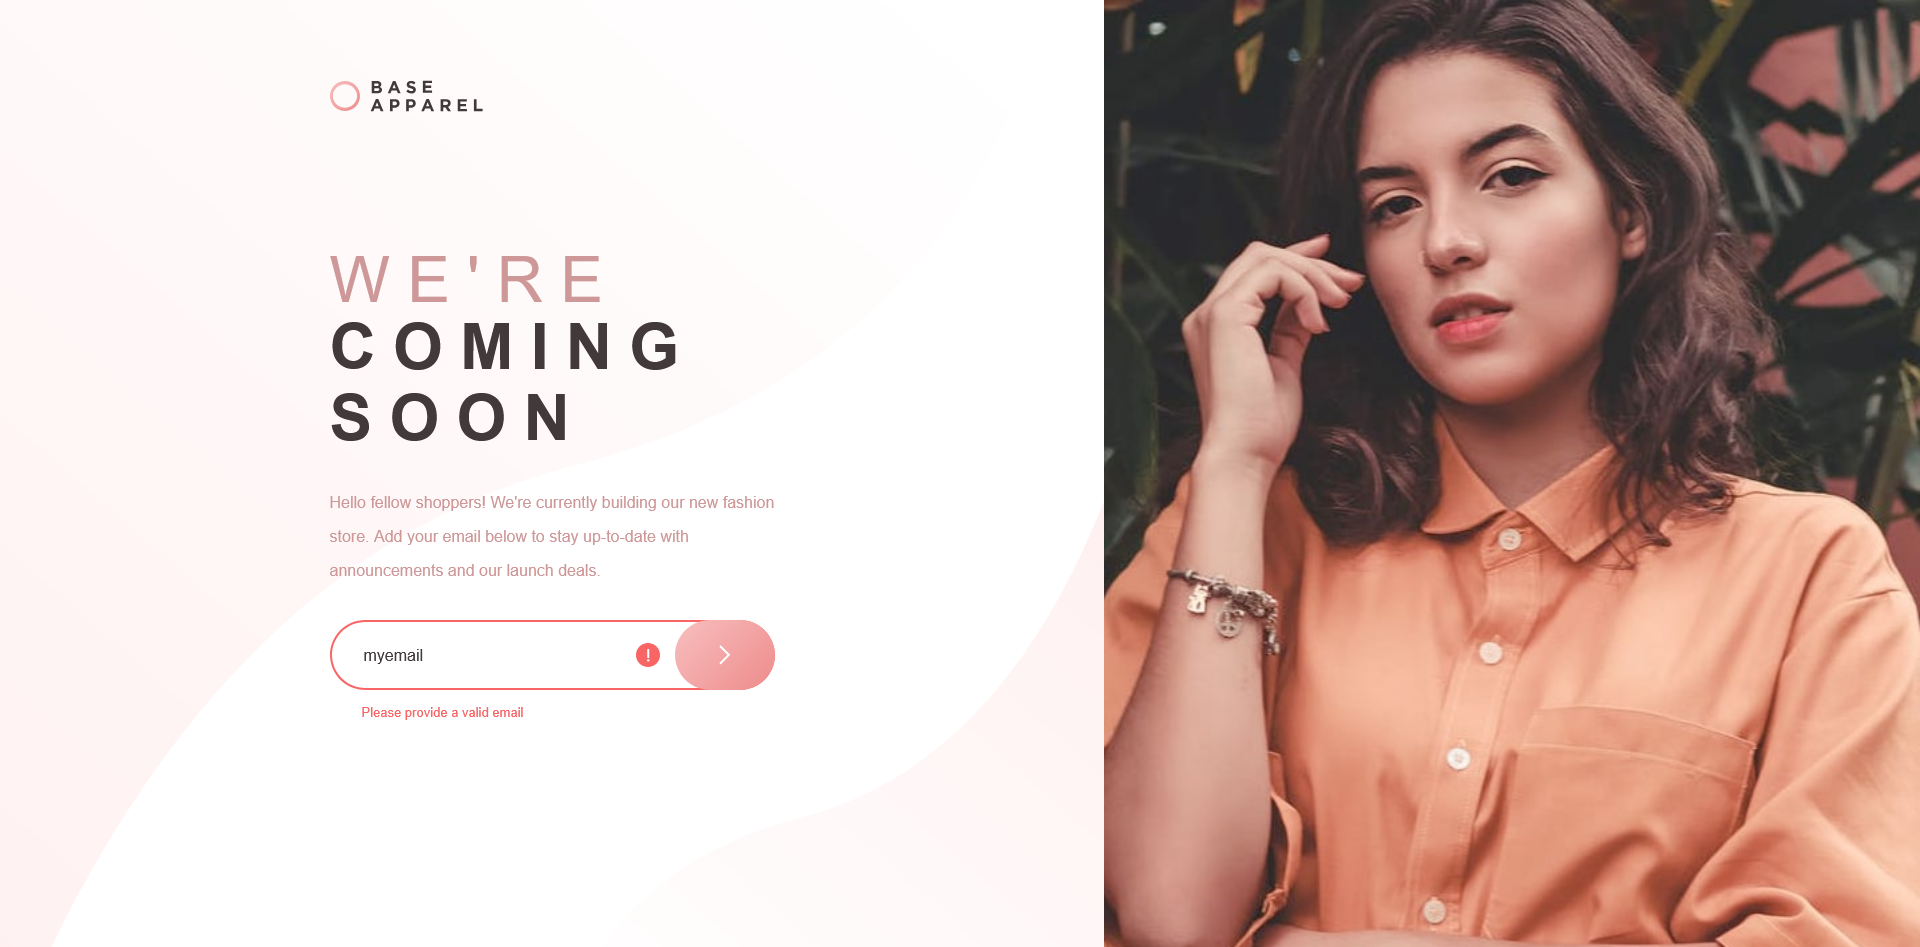 BASE
APPAREL
WE'RE
COMING
SOON
Hello fellow shoppers! We're currently building our new fashion
store. Add your email below to stay up-to-date with
announcements and our launch deals.
myemail
!
Please provide a valid email